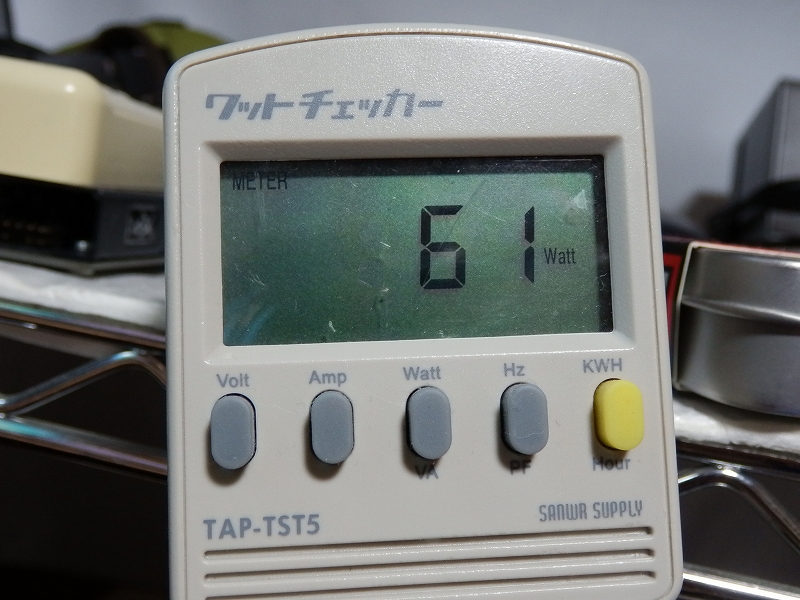 ワットチェッカー
METER
61 Watt
Volt Amp Watt Hz KWH
VA PF Hour
TAP-TST5 SANWA SUPPLY